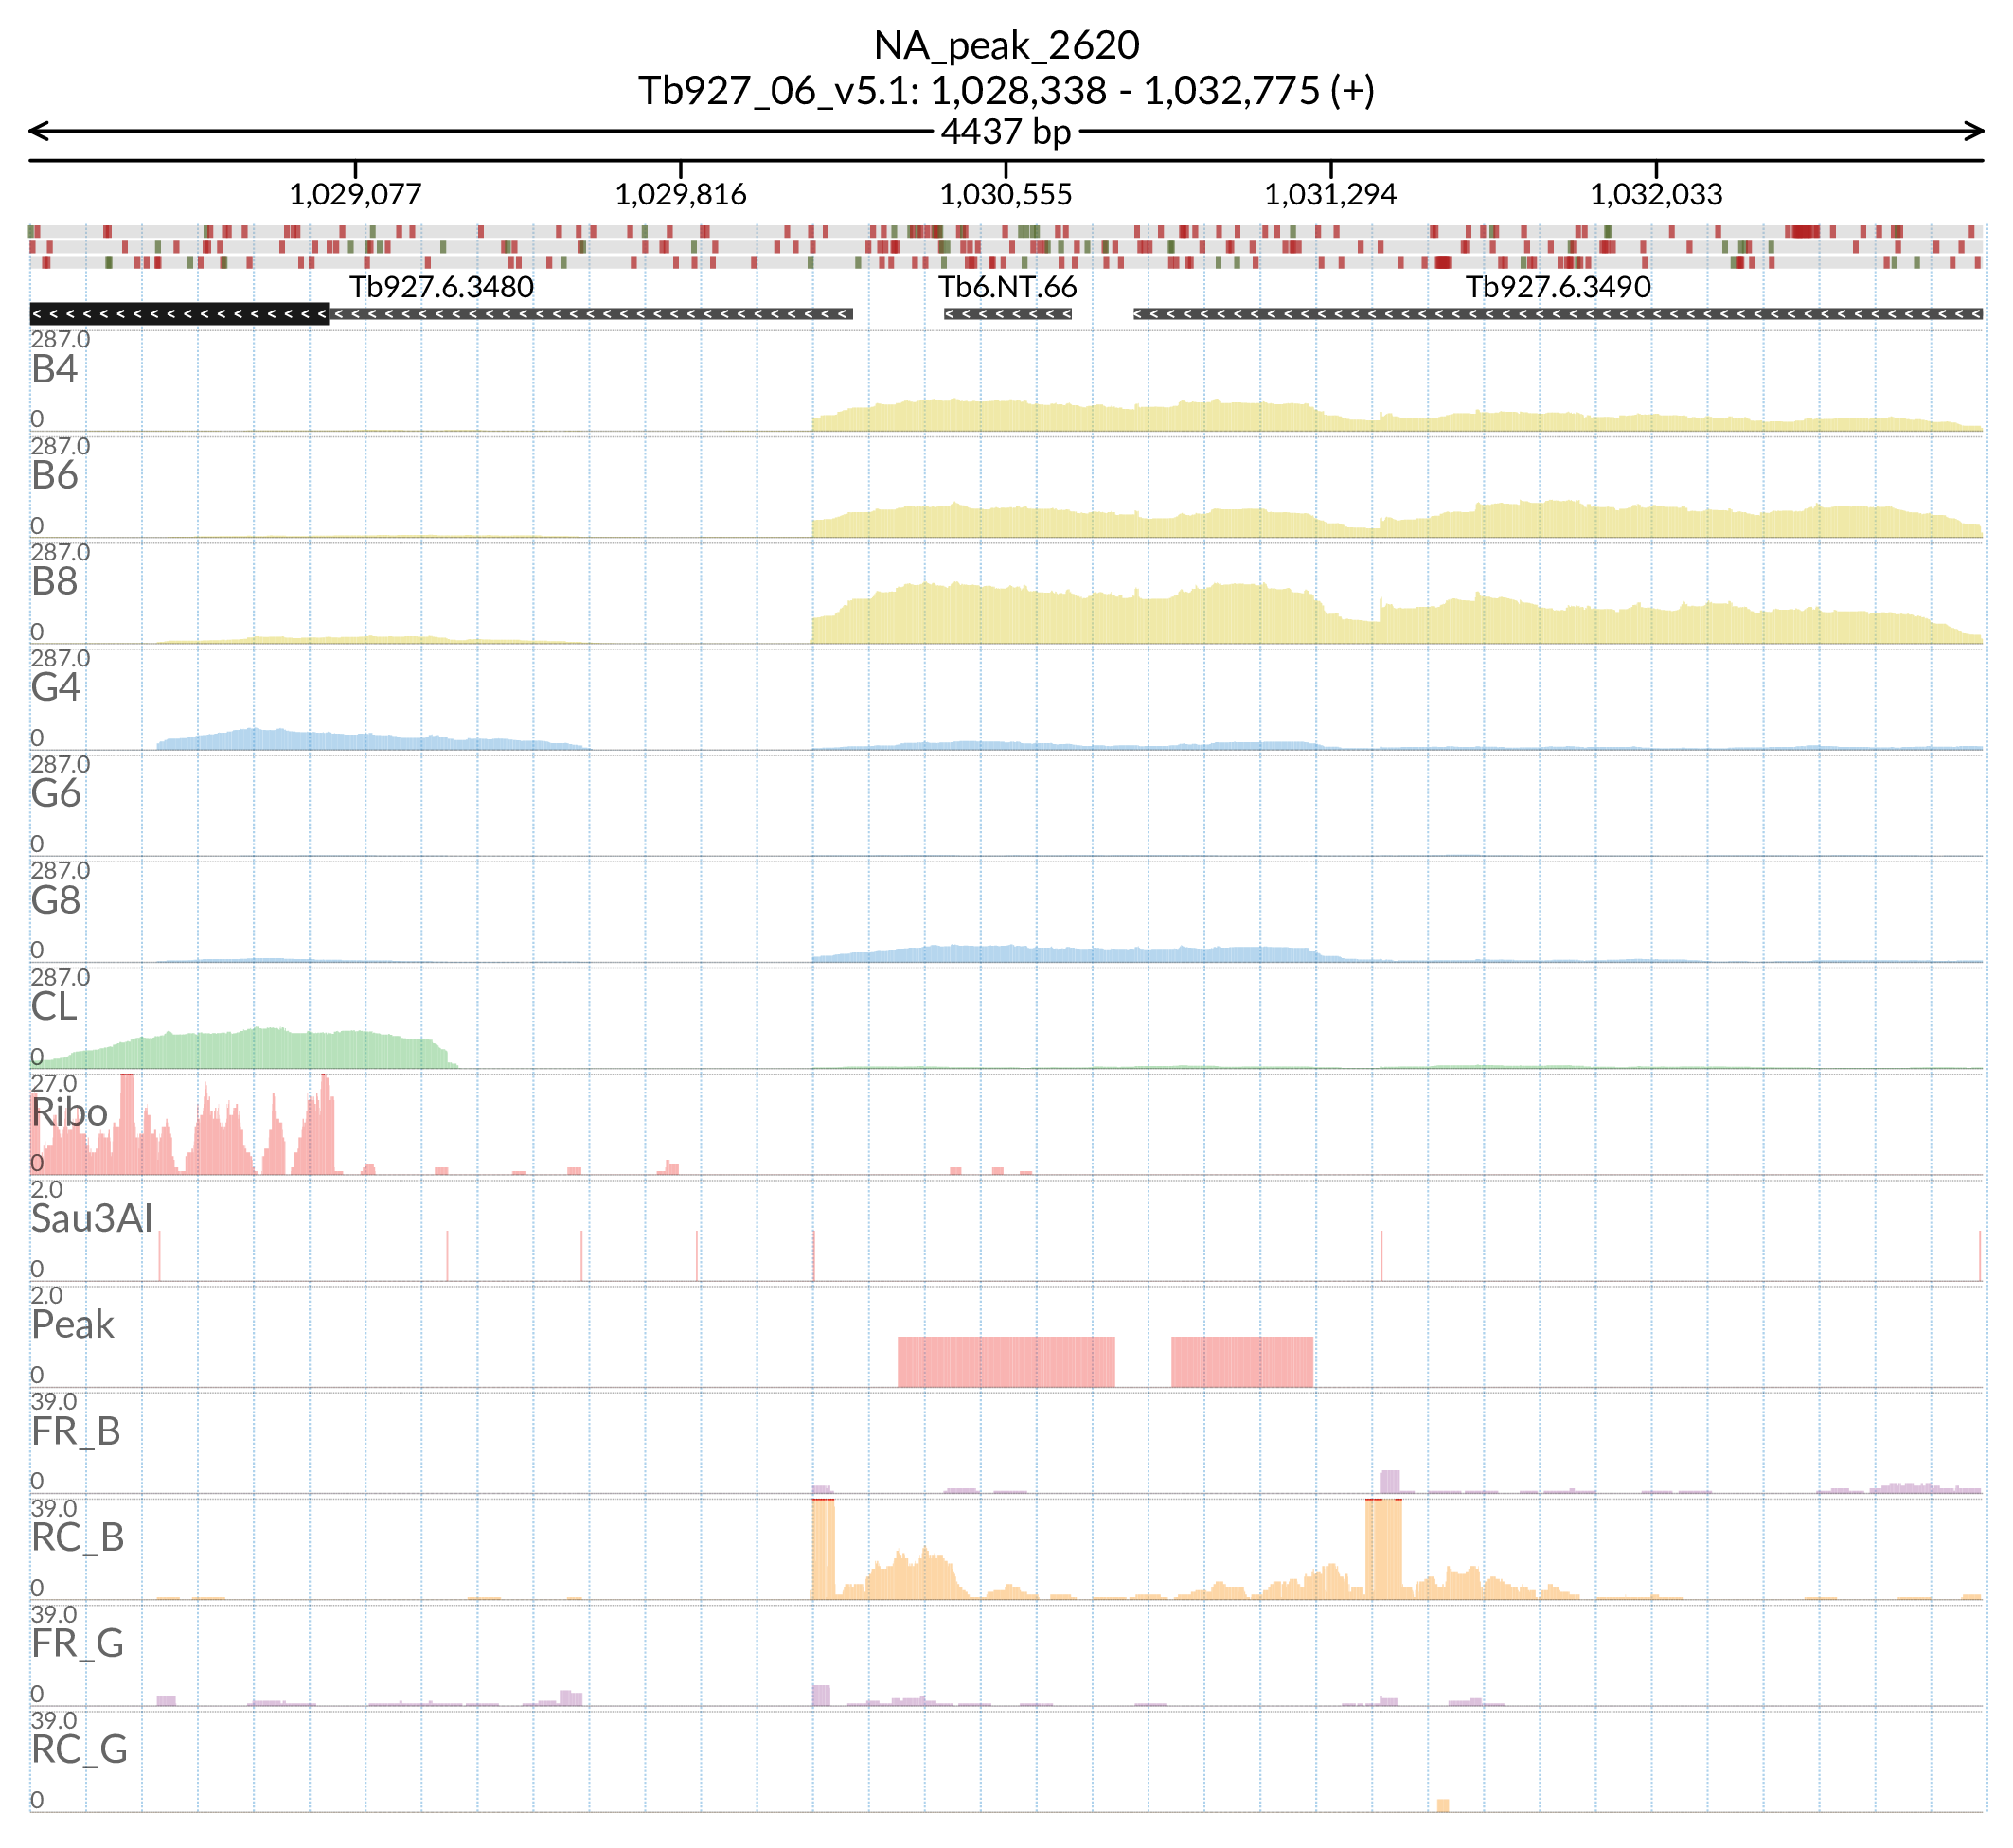 NA_peak_2620
Tb927_06_v5.1: 1,028,338 - 1,032,775 (+)
4437 bp
1,029,077 1,029,816 1,030,555 1,031,294 1,032,033
Tb927.6.3480 Tb6.NT.66 Tb927.6.3490
287.0
B4
0
287.0
B6
0
287.0
B8
0
287.0
G4
0
287.0
G6
0
287.0
G8
0
287.0
CL
0
27.0
Ribo
0
2.0
Sau3AI
0
2.0
Peak
0
39.0
FR_B
0
39.0
RC_B
0
39.0
FR_G
0
39.0
RC_G
0